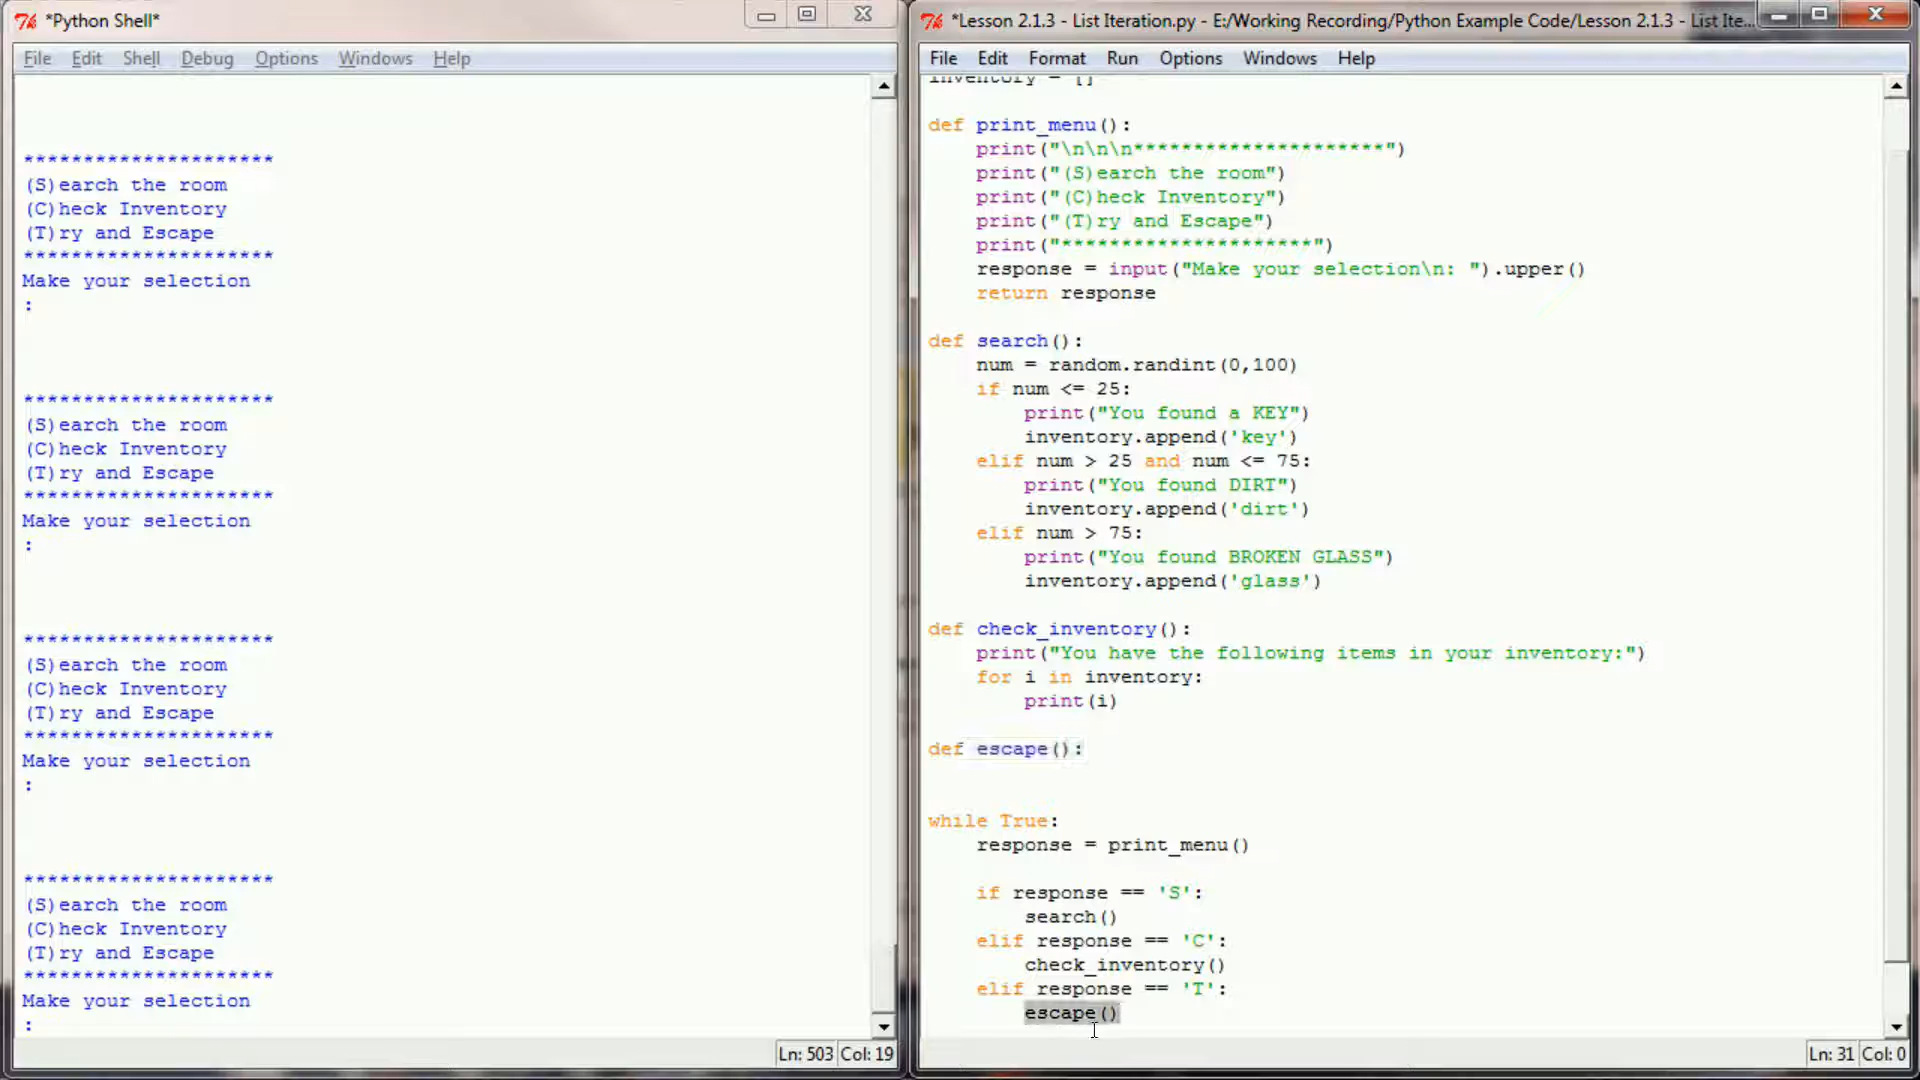 *Python Shell*
File Edit Shell Debug Options Windows Help
*********************
(S)earch the room
(C)heck Inventory
(T)ry and Escape
*********************
Make your selection
:
*********************
(S)earch the room
(C)heck Inventory
(T)ry and Escape
*********************
Make your selection
:
*********************
(S)earch the room
(C)heck Inventory
(T)ry and Escape
*********************
Make your selection
:
*********************
(S)earch the room
(C)heck Inventory
(T)ry and Escape
*********************
Make your selection
:
Ln: 503 Col: 19
*Lesson 2.1.3 - List Iteration.py - E:/Working Recording/Python Example Code/Lesson 2.1.3 - List Ite...
File Edit Format Run Options Windows Help
inventory = []
def print_menu():
    print("\n\n\n*********************")
    print("(S)earch the room")
    print("(C)heck Inventory")
    print("(T)ry and Escape")
    print("*********************")
    response = input("Make your selection\n: ").upper()
    return response
def search():
    num = random.randint(0,100)
    if num <= 25:
        print("You found a KEY")
        inventory.append('key')
    elif num > 25 and num <= 75:
        print("You found DIRT")
        inventory.append('dirt')
    elif num > 75:
        print("You found BROKEN GLASS")
        inventory.append('glass')
def check_inventory():
    print("You have the following items in your inventory:")
    for i in inventory:
        print(i)
def escape():
while True:
    response = print_menu()
    if response == 'S':
        search()
    elif response == 'C':
        check_inventory()
    elif response == 'T':
        escape()
Ln: 31 Col: 0